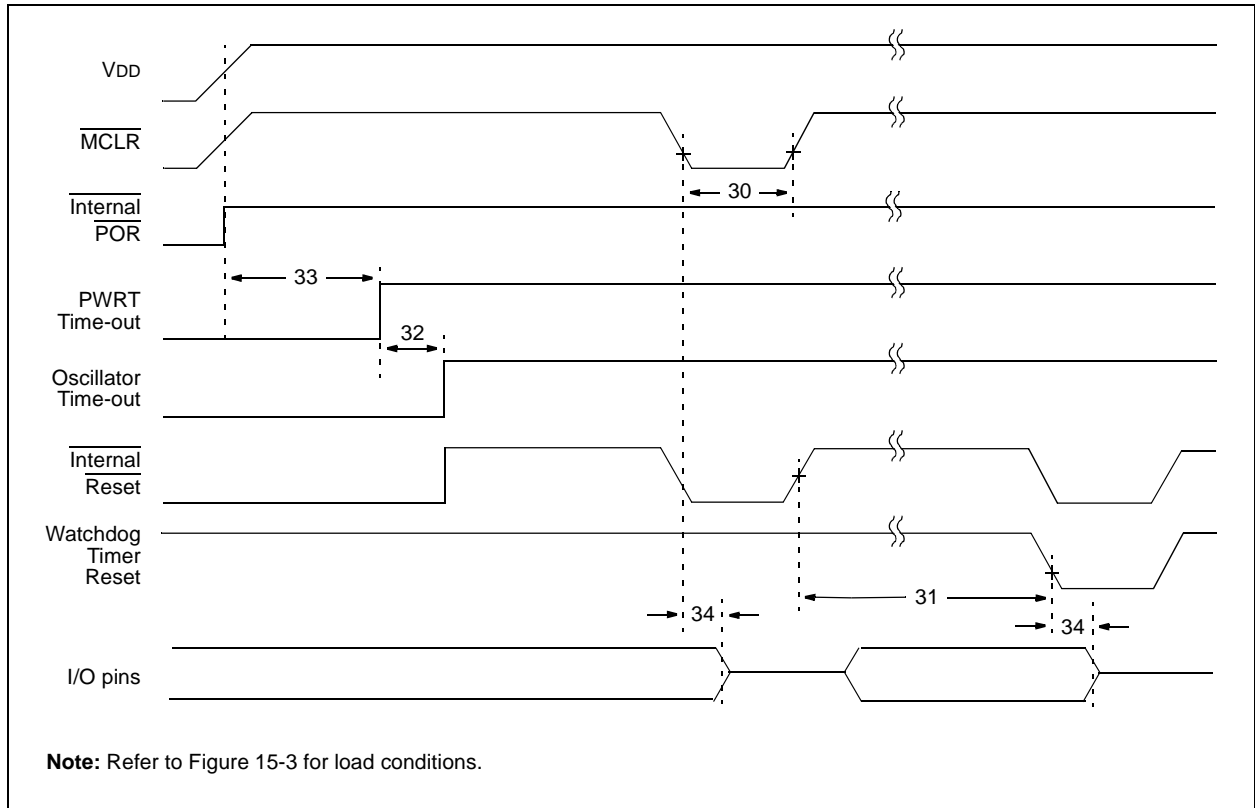 VDD
MCLR
30
Internal
POR
33
PWRT
Time-out
32
Oscillator
Time-out
Internal
Reset
Watchdog
Timer
Reset
31
34
34
I/O pins
Note: Refer to Figure 15-3 for load conditions.